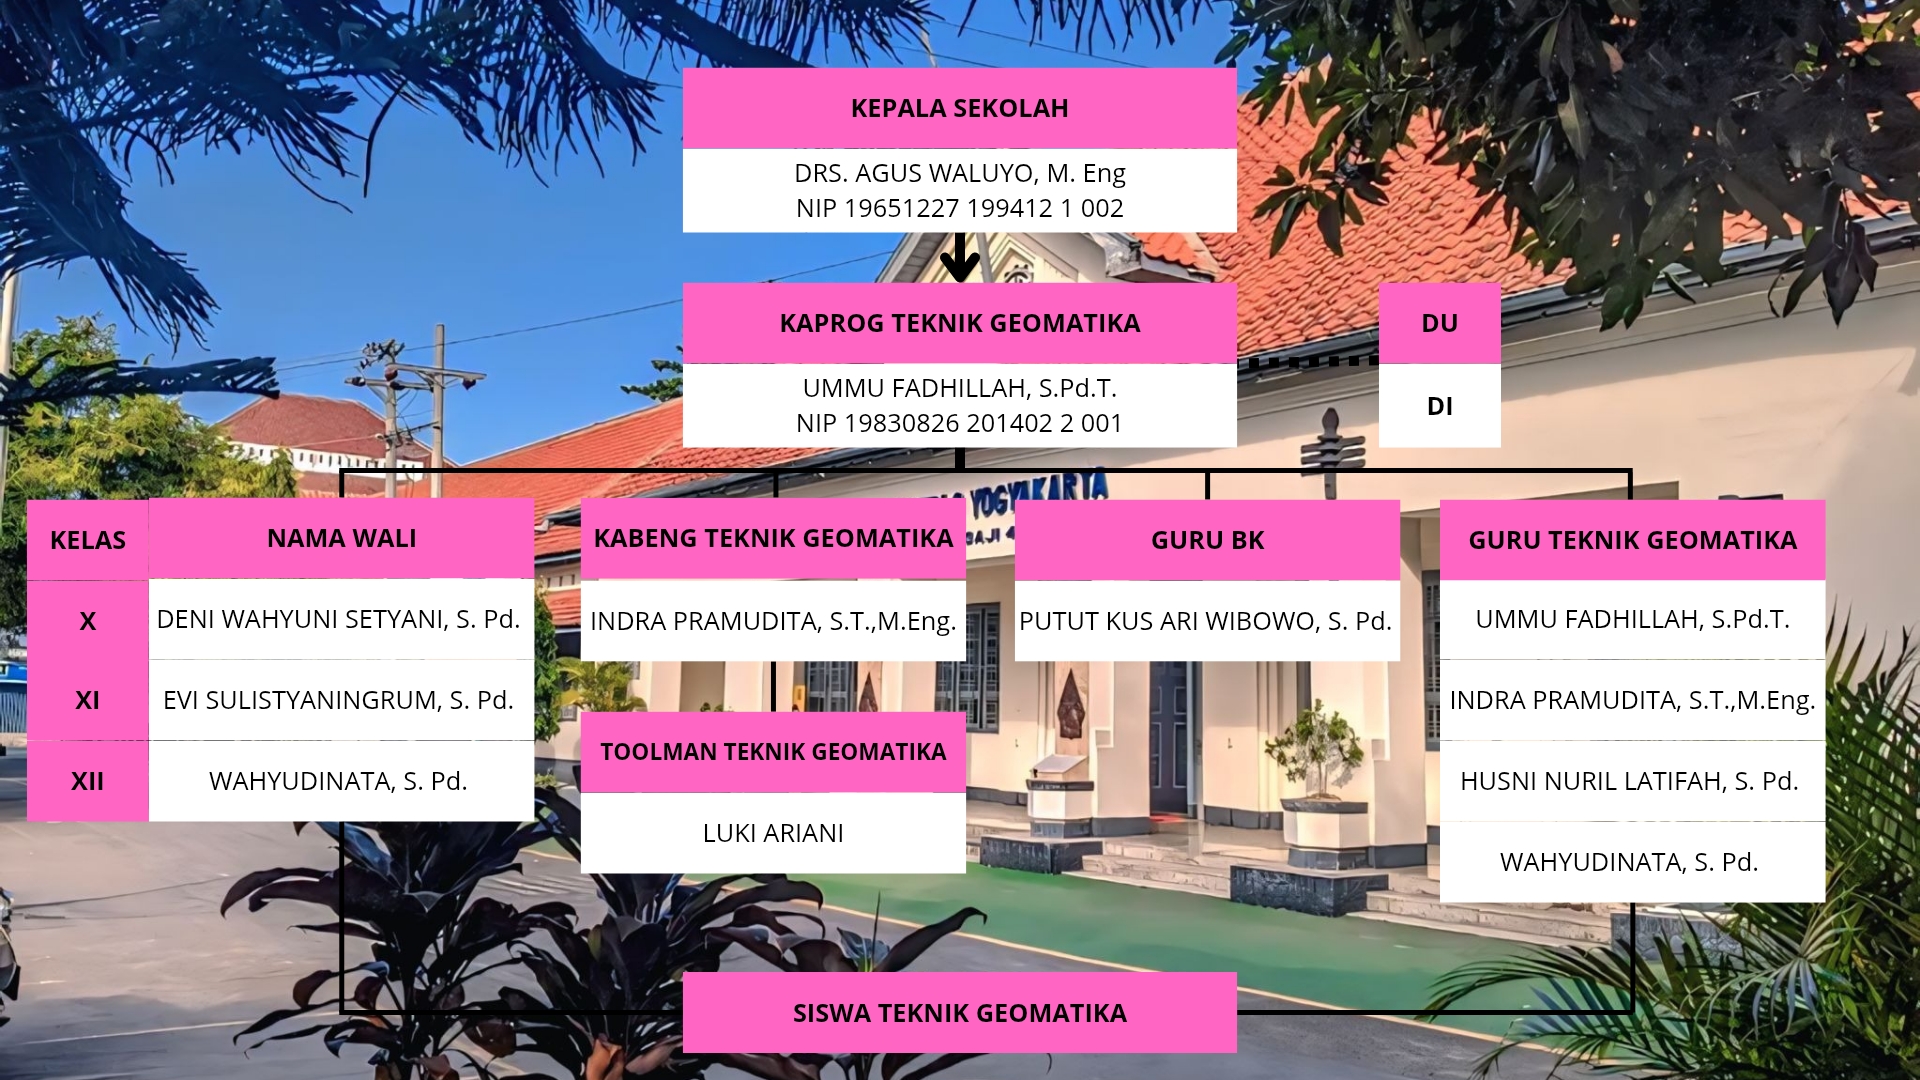 KEPALA SEKOLAH
DRS. AGUS WALUYO, M. Eng
NIP 19651227 199412 1 002
KAPROG TEKNIK GEOMATIKA
UMMU FADHILLAH, S.Pd.T.
NIP 19830826 201402 2 001
DU
DI
YOGYAKARTA
KELAS
NAMA WALI
X
DENI WAHYUNI SETYANI, S. Pd.
XI
EVI SULISTYANINGRUM, S. Pd.
XII
WAHYUDINATA, S. Pd.
KABENG TEKNIK GEOMATIKA
INDRA PRAMUDITA, S.T.,M.Eng.
TOOLMAN TEKNIK GEOMATIKA
LUKI ARIANI
GURU BK
PUTUT KUS ARI WIBOWO, S. Pd.
GURU TEKNIK GEOMATIKA
UMMU FADHILLAH, S.Pd.T.
INDRA PRAMUDITA, S.T.,M.Eng.
HUSNI NURIL LATIFAH, S. Pd.
WAHYUDINATA, S. Pd.
SISWA TEKNIK GEOMATIKA